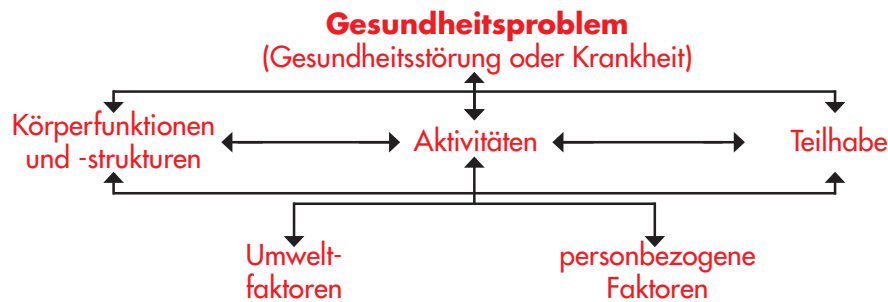 Gesundheitsproblem
(Gesundheitsstörung oder Krankheit)
Körperfunktionen
und -strukturen
Aktivitäten
Teilhabe
Umwelt-
faktoren
personbezogene
Faktoren